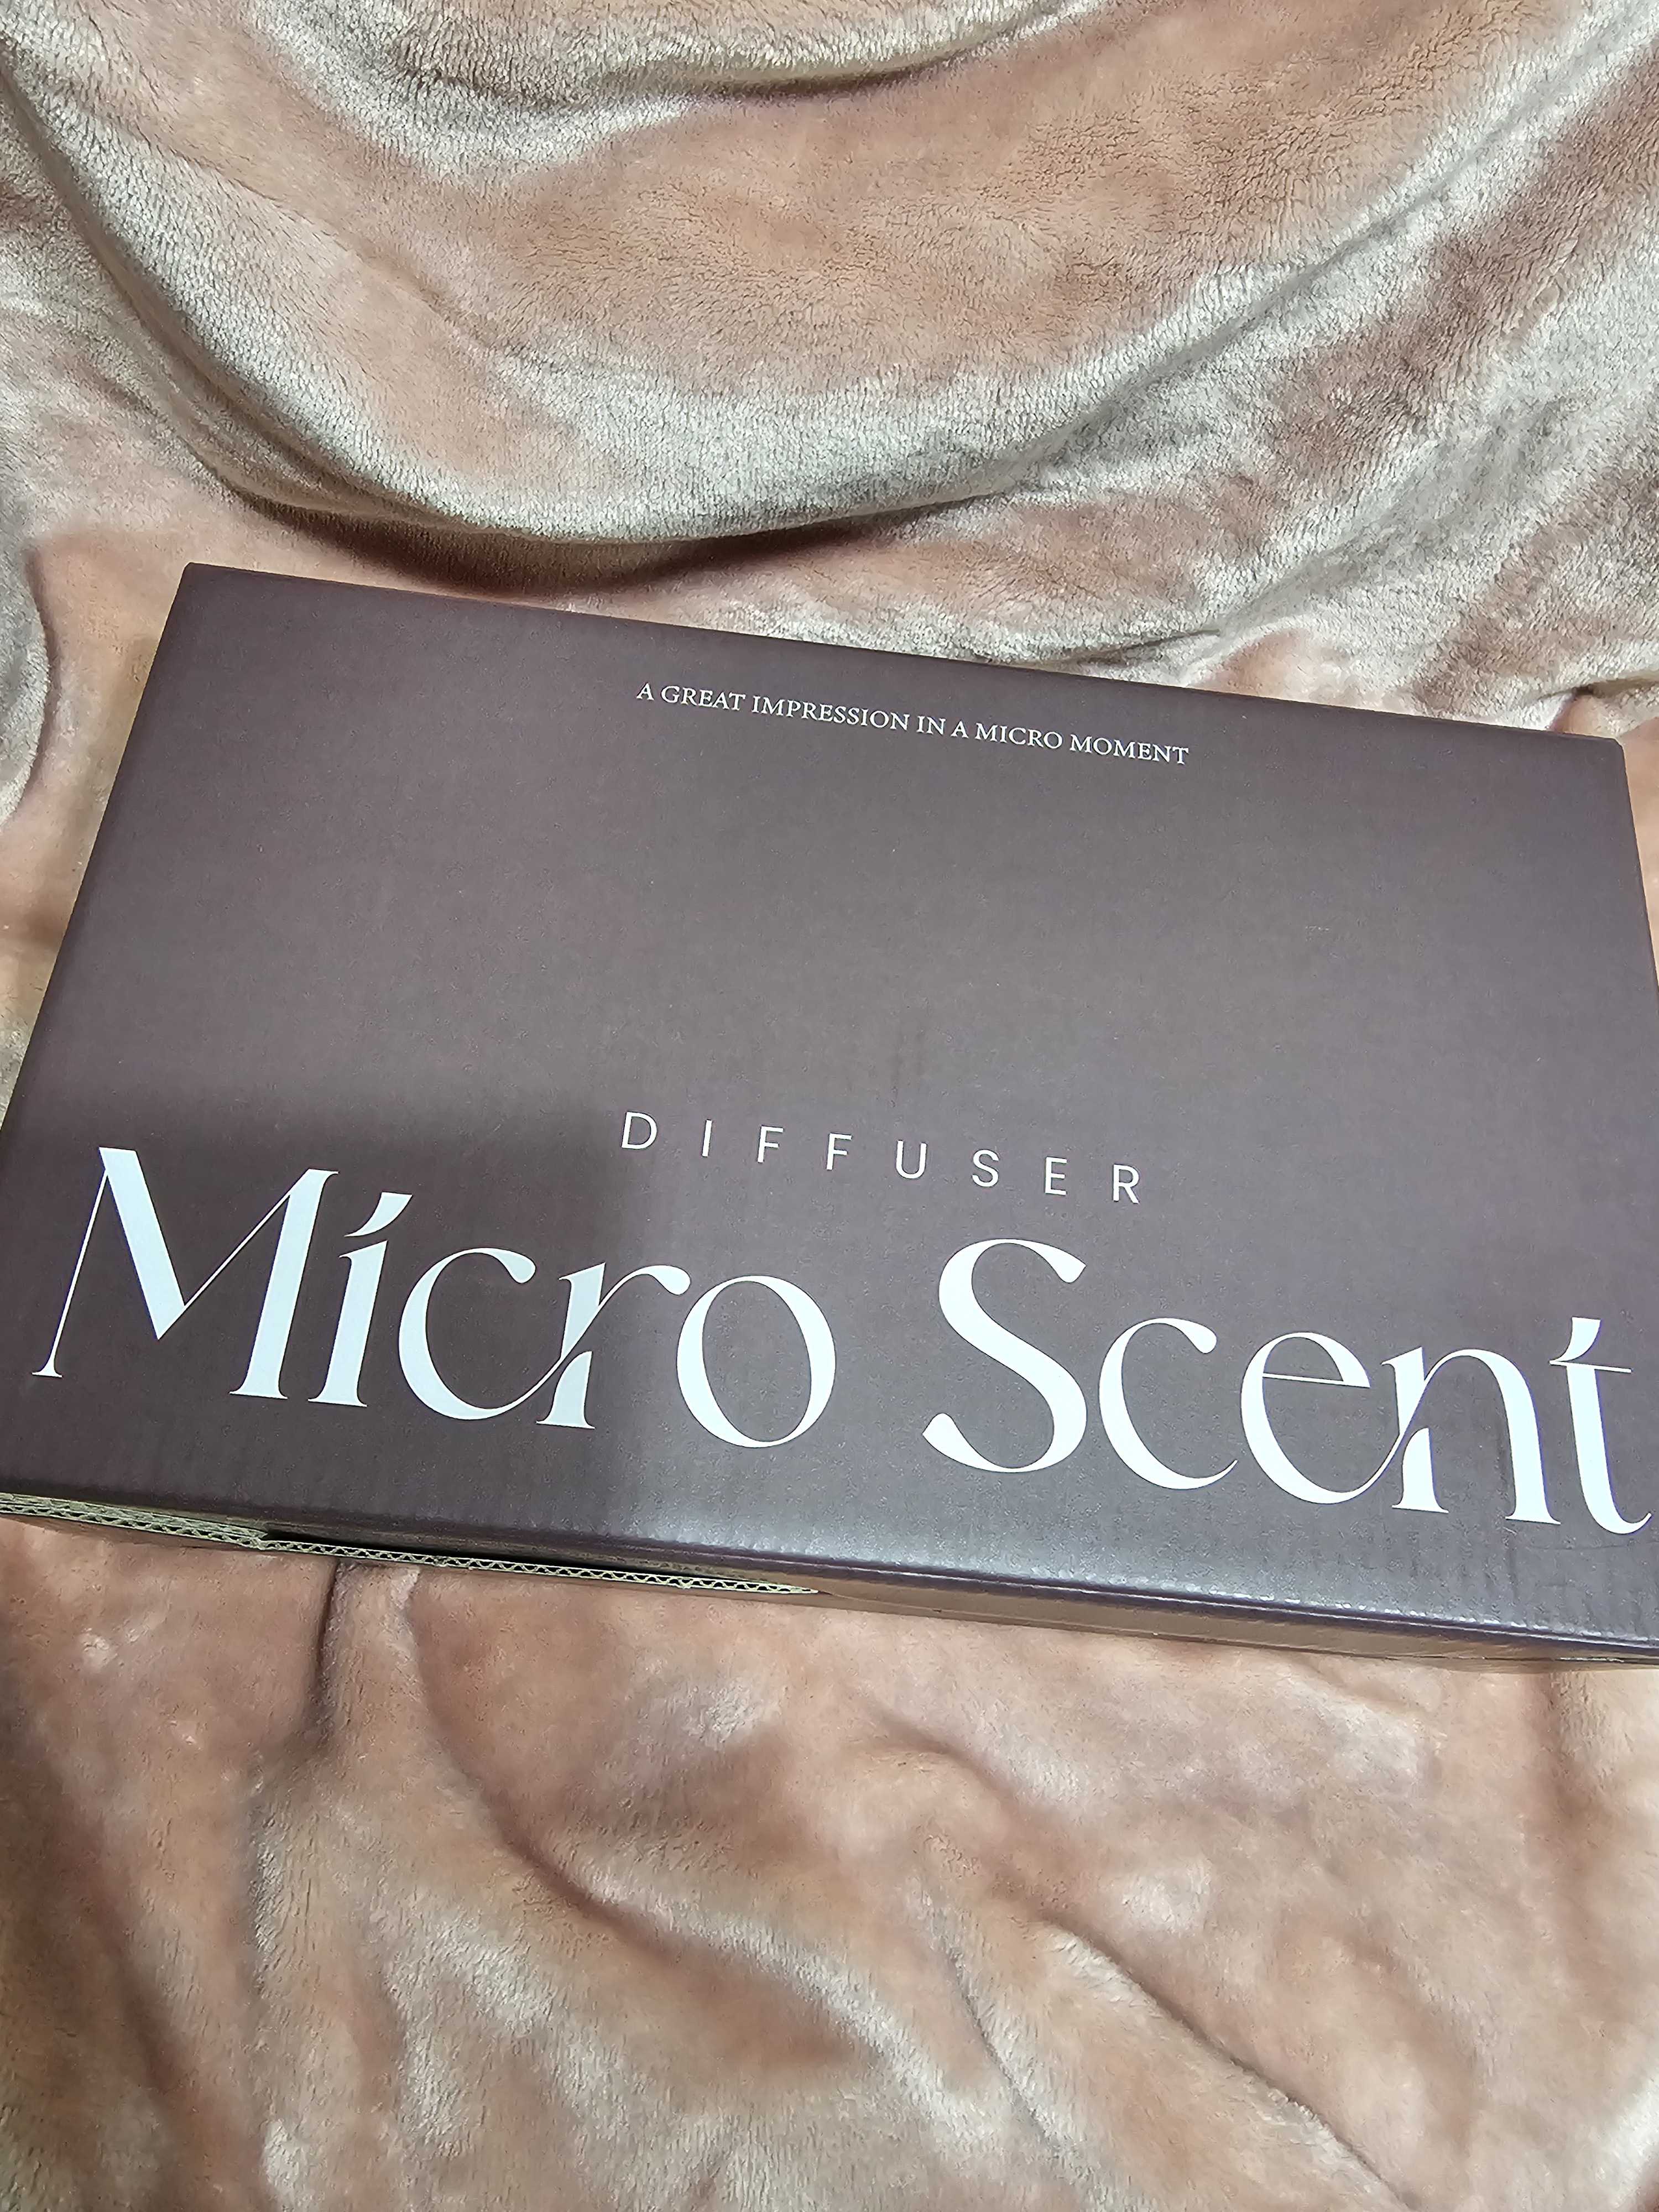 A GREAT IMPRESSION IN A MICRO MOMENT
DIFFUSER
Micro Scent